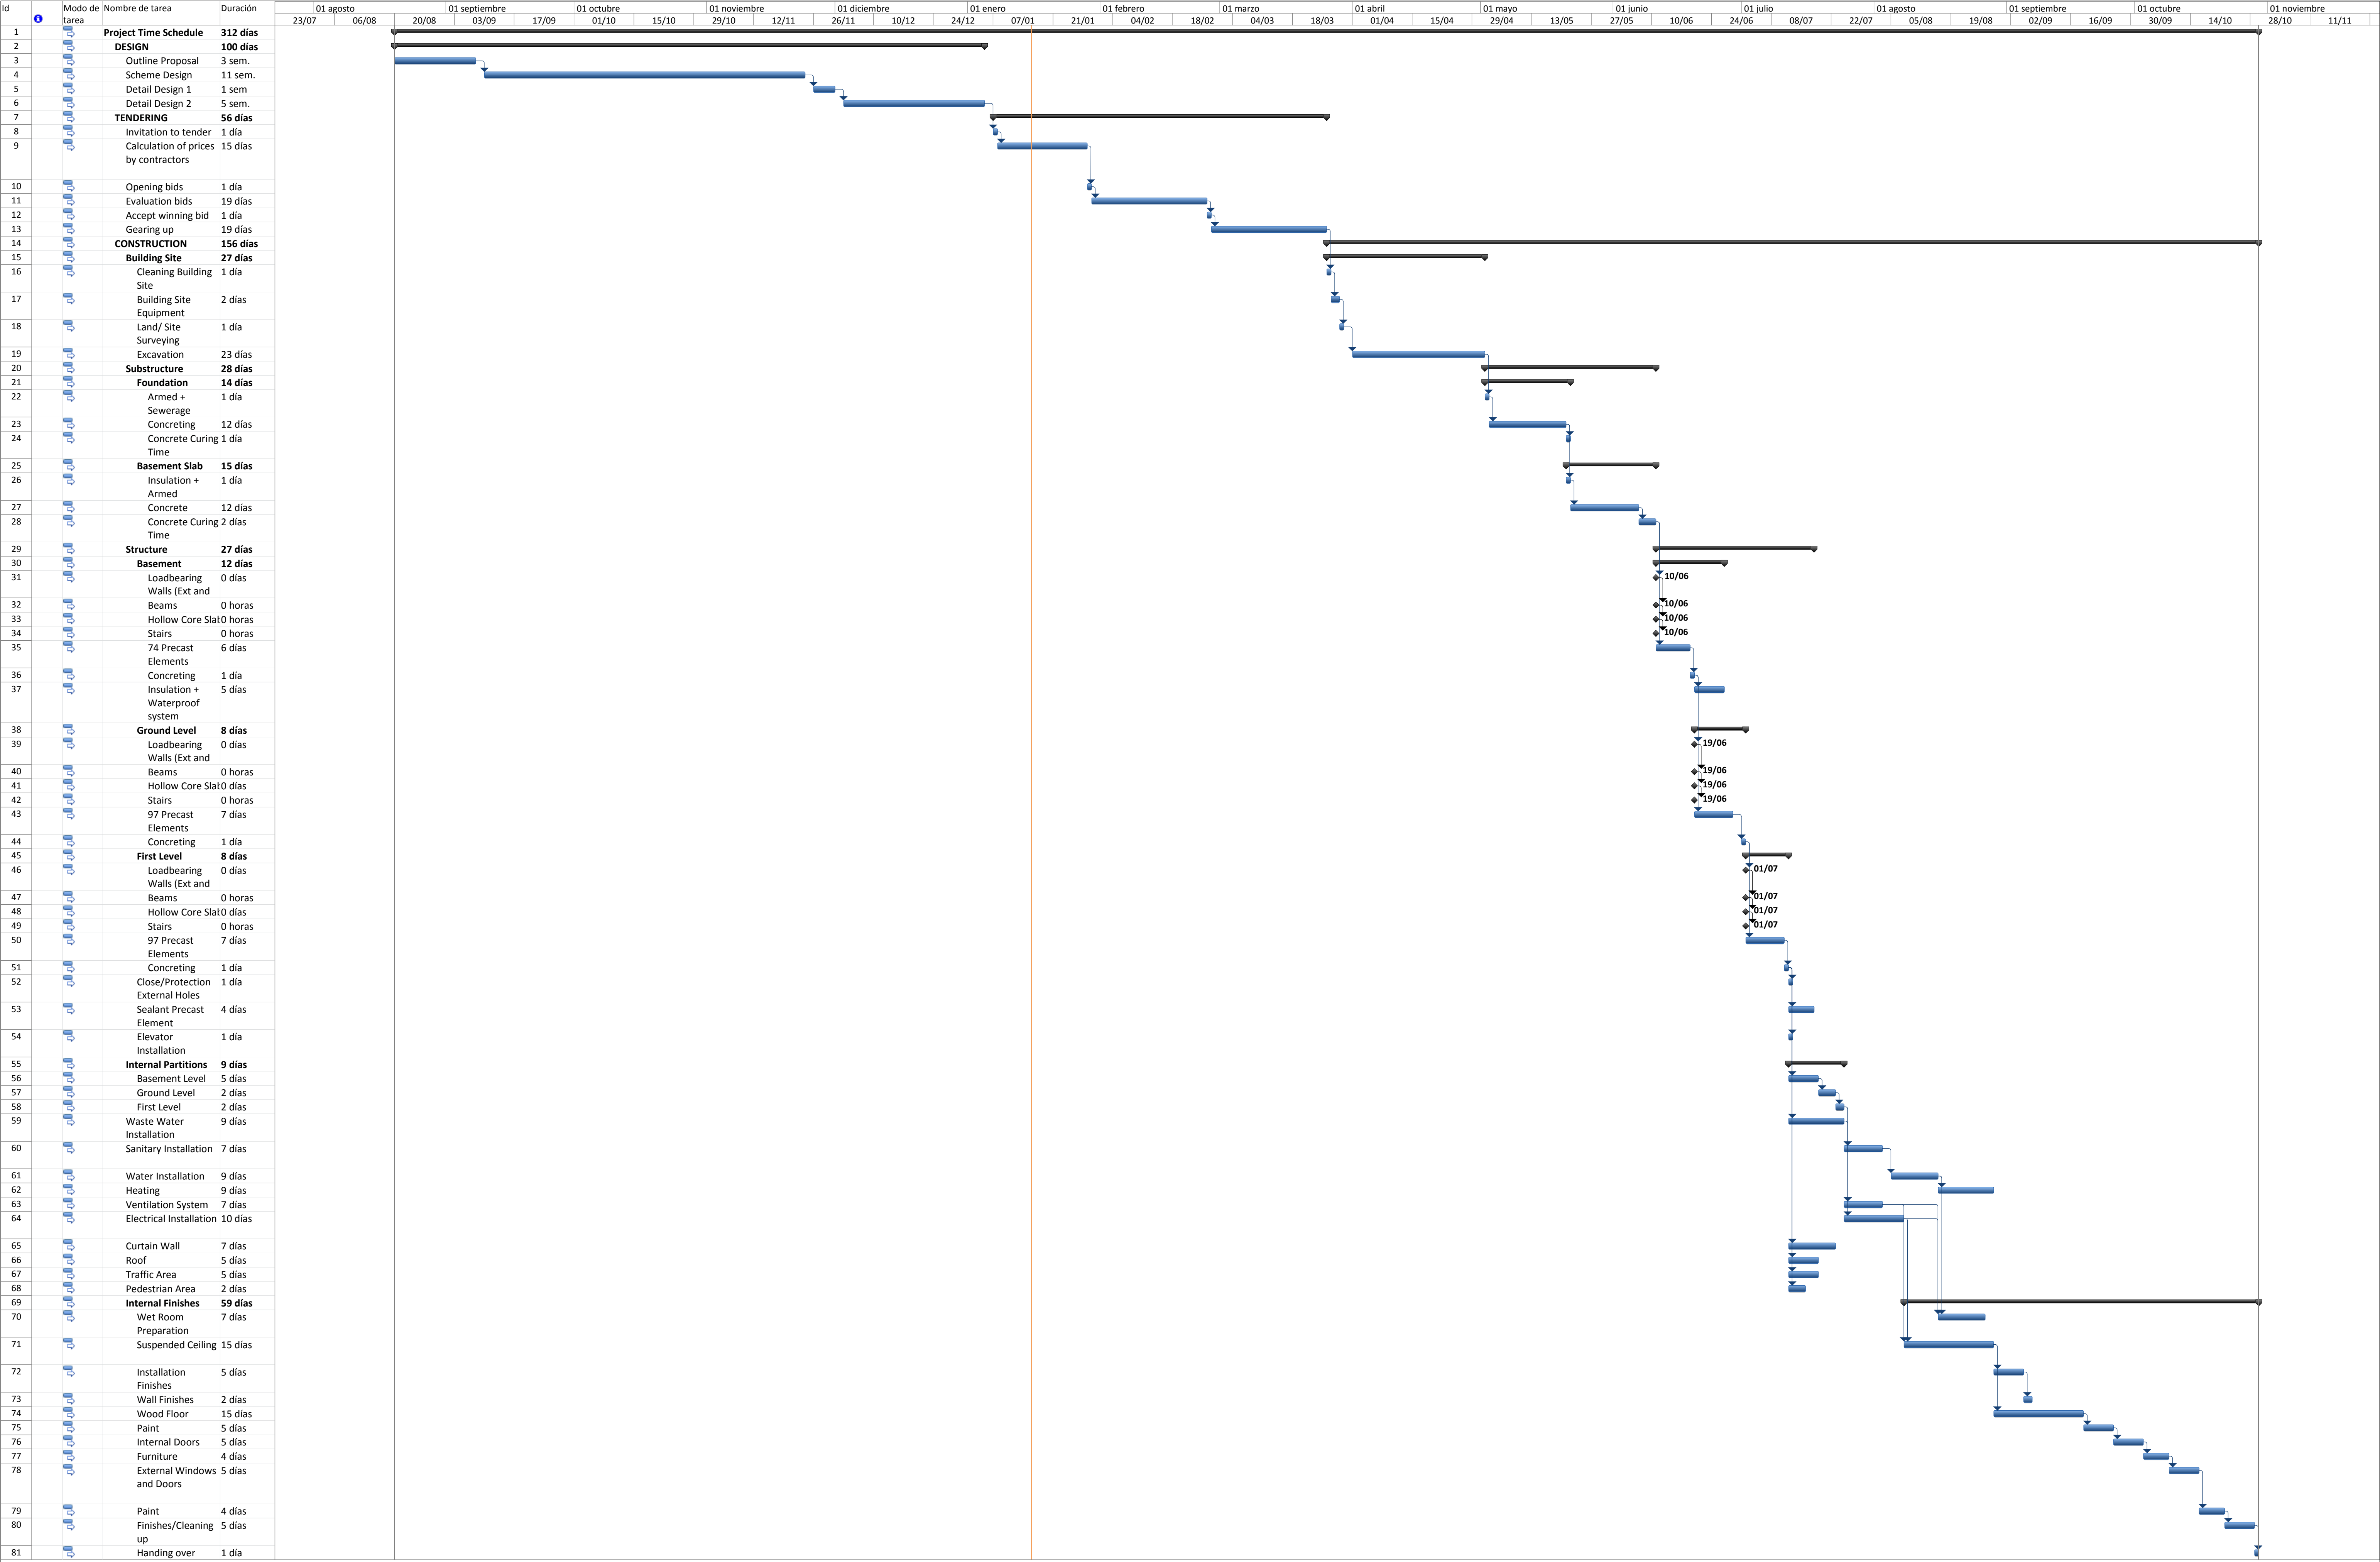 Id
Modo de tarea
Nombre de tarea
Duración
01 agosto 01 septiembre 01 octubre 01 noviembre 01 diciembre 01 enero 01 febrero 01 marzo 01 abril 01 mayo 01 junio 01 julio 01 agosto 01 septiembre 01 octubre 01 noviembre
23/07 06/08 20/08 03/09 17/09 01/10 15/10 29/10 12/11 26/11 10/12 24/12 07/01 21/01 04/02 18/02 04/03 18/03 01/04 15/04 29/04 13/05 27/05 10/06 24/06 08/07 22/07 05/08 19/08 02/09 16/09 30/09 14/10 28/10 11/11
1 Project Time Schedule 312 días
2 DESIGN 100 días
3 Outline Proposal 3 sem.
4 Scheme Design 11 sem.
5 Detail Design 1 1 sem
6 Detail Design 2 5 sem.
7 TENDERING 56 días
8 Invitation to tender 1 día
9 Calculation of prices 15 días
by contractors
10 Opening bids 1 día
11 Evaluation bids 19 días
12 Accept winning bid 1 día
13 Gearing up 19 días
14 CONSTRUCTION 156 días
15 Building Site 27 días
16 Cleaning Building 1 día
Site
17 Building Site 2 días
Equipment
18 Land/ Site 1 día
Surveying
19 Excavation 23 días
20 Substructure 28 días
21 Foundation 14 días
22 Armed + 1 día
Sewerage
23 Concreting 12 días
24 Concrete Curing 1 día
Time
25 Basement Slab 15 días
26 Insulation + 1 día
Armed
27 Concrete 12 días
28 Concrete Curing 2 días
Time
29 Structure 27 días
30 Basement 12 días
31 Loadbearing 0 días 10/06
Walls (Ext and
32 Beams 0 horas 10/06
33 Hollow Core Slab 0 horas 10/06
34 Stairs 0 horas 10/06
35 74 Precast 6 días
Elements
36 Concreting 1 día
37 Insulation + 5 días
Waterproof
system
38 Ground Level 8 días
39 Loadbearing 0 días 19/06
Walls (Ext and
40 Beams 0 horas 19/06
41 Hollow Core Slab 0 días 19/06
42 Stairs 0 horas 19/06
43 97 Precast 7 días
Elements
44 Concreting 1 día
45 First Level 8 días
46 Loadbearing 0 días 01/07
Walls (Ext and
47 Beams 0 horas 01/07
48 Hollow Core Slab 0 días 01/07
49 Stairs 0 horas 01/07
50 97 Precast 7 días
Elements
51 Concreting 1 día
52 Close/Protection 1 día
External Holes
53 Sealant Precast 4 días
Element
54 Elevator 1 día
Installation
55 Internal Partitions 9 días
56 Basement Level 5 días
57 Ground Level 2 días
58 First Level 2 días
59 Waste Water 9 días
Installation
60 Sanitary Installation 7 días
61 Water Installation 9 días
62 Heating 9 días
63 Ventilation System 7 días
64 Electrical Installation 10 días
65 Curtain Wall 7 días
66 Roof 5 días
67 Traffic Area 5 días
68 Pedestrian Area 2 días
69 Internal Finishes 59 días
70 Wet Room 7 días
Preparation
71 Suspended Ceiling 15 días
72 Installation 5 días
Finishes
73 Wall Finishes 2 días
74 Wood Floor 15 días
75 Paint 5 días
76 Internal Doors 5 días
77 Furniture 4 días
78 External Windows 5 días
and Doors
79 Paint 4 días
80 Finishes/Cleaning 5 días
up
81 Handing over 1 día